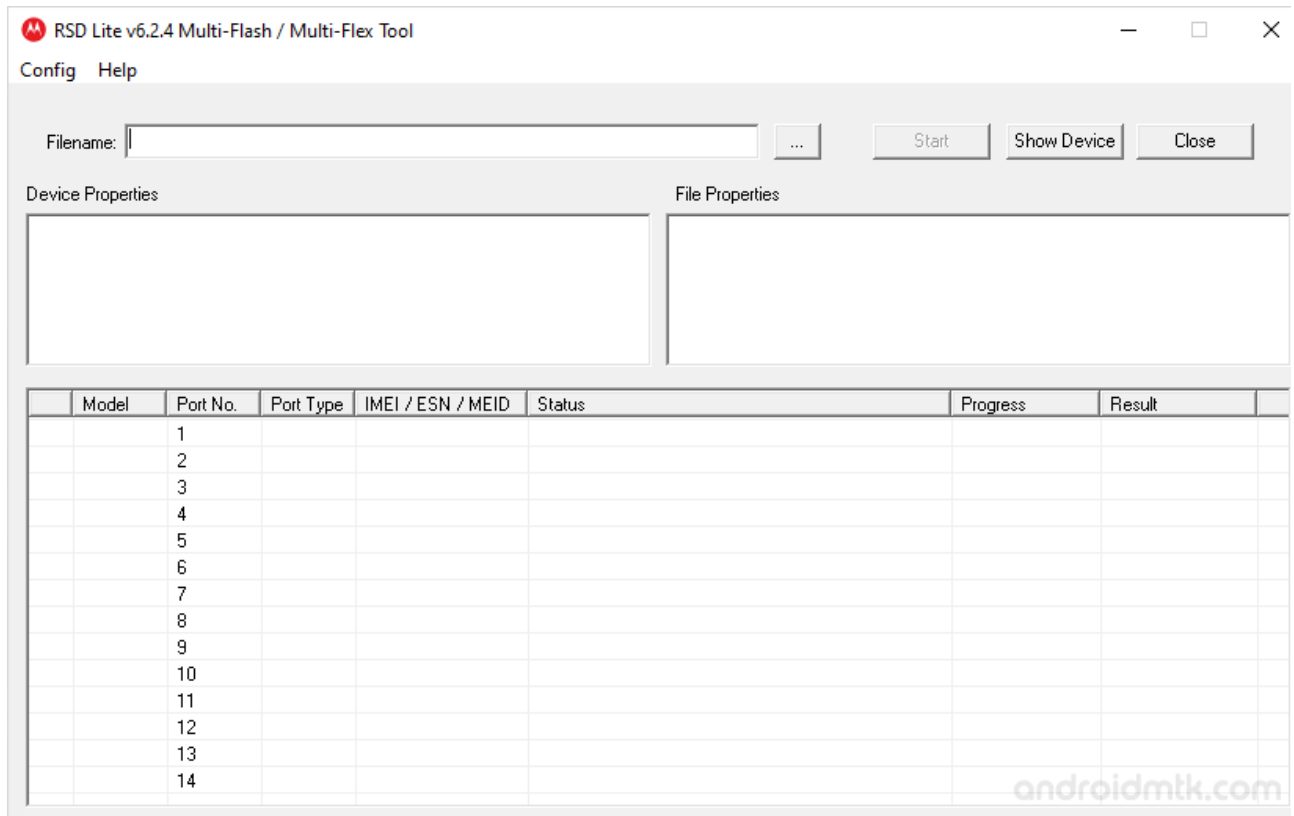 RSD Lite v6.2.4 Multi-Flash / Multi-Flex Tool
Config Help
Filename: ... Start Show Device Close
Device Properties File Properties
Model Port No. Port Type IMEI / ESN / MEID Status Progress Result
1
2
3
4
5
6
7
8
9
10
11
12
13
14
androidmtk.com